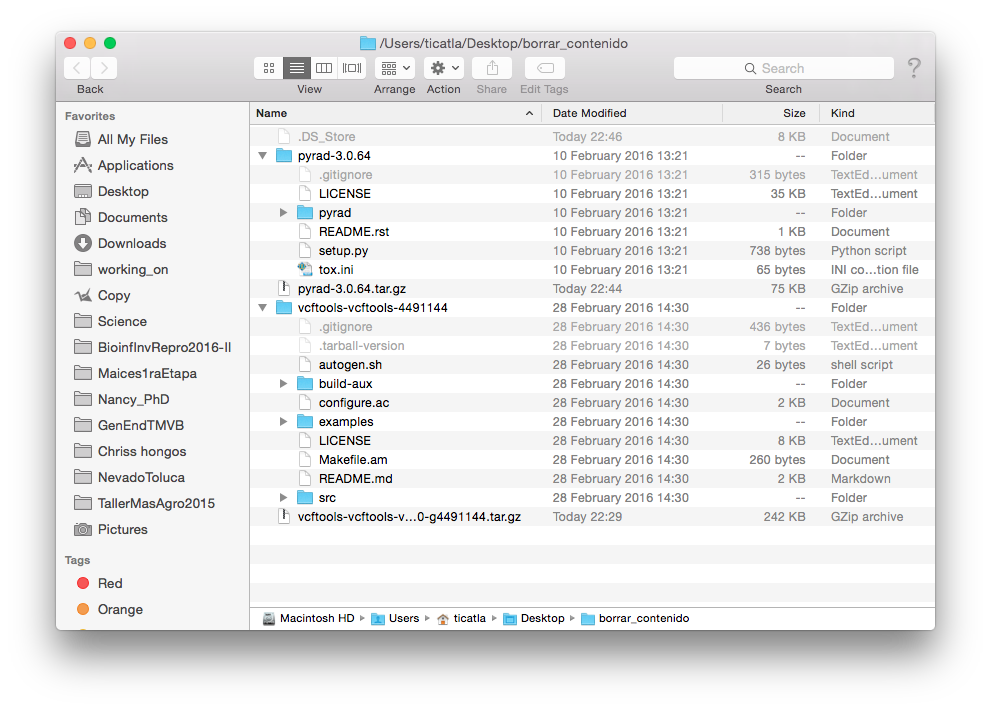 /Users/ticatla/Desktop/borrar_contenido
Search
Back View Arrange Action Share Edit Tags Search
Favorites
All My Files
Applications
Desktop
Documents
Downloads
working_on
Copy
Science
BioinfInvRepro2016-II
Maices1raEtapa
Nancy_PhD
GenEndTMVB
Chriss hongos
NevadoToluca
TallerMasAgro2015
Pictures
Tags
Red
Orange
Name Date Modified Size Kind
.DS_Store Today 22:46 8 KB Document
pyrad-3.0.64 10 February 2016 13:21 -- Folder
.gitignore 10 February 2016 13:21 315 bytes TextEd...ument
LICENSE 10 February 2016 13:21 35 KB TextEd...ument
pyrad 10 February 2016 13:21 -- Folder
README.rst 10 February 2016 13:21 1 KB Document
setup.py 10 February 2016 13:21 738 bytes Python script
tox.ini 10 February 2016 13:21 65 bytes INI co...tion file
pyrad-3.0.64.tar.gz Today 22:44 75 KB GZip archive
vcftools-vcftools-4491144 28 February 2016 14:30 -- Folder
.gitignore 28 February 2016 14:30 436 bytes TextEd...ument
.tarball-version 28 February 2016 14:30 7 bytes TextEd...ument
autogen.sh 28 February 2016 14:30 26 bytes shell script
build-aux 28 February 2016 14:30 -- Folder
configure.ac 28 February 2016 14:30 2 KB Document
examples 28 February 2016 14:30 -- Folder
LICENSE 28 February 2016 14:30 8 KB TextEd...ument
Makefile.am 28 February 2016 14:30 260 bytes Document
README.md 28 February 2016 14:30 2 KB Markdown
src 28 February 2016 14:30 -- Folder
vcftools-vcftools-v...0-g4491144.tar.gz Today 22:29 242 KB GZip archive
Macintosh HD Users ticatla Desktop borrar_contenido